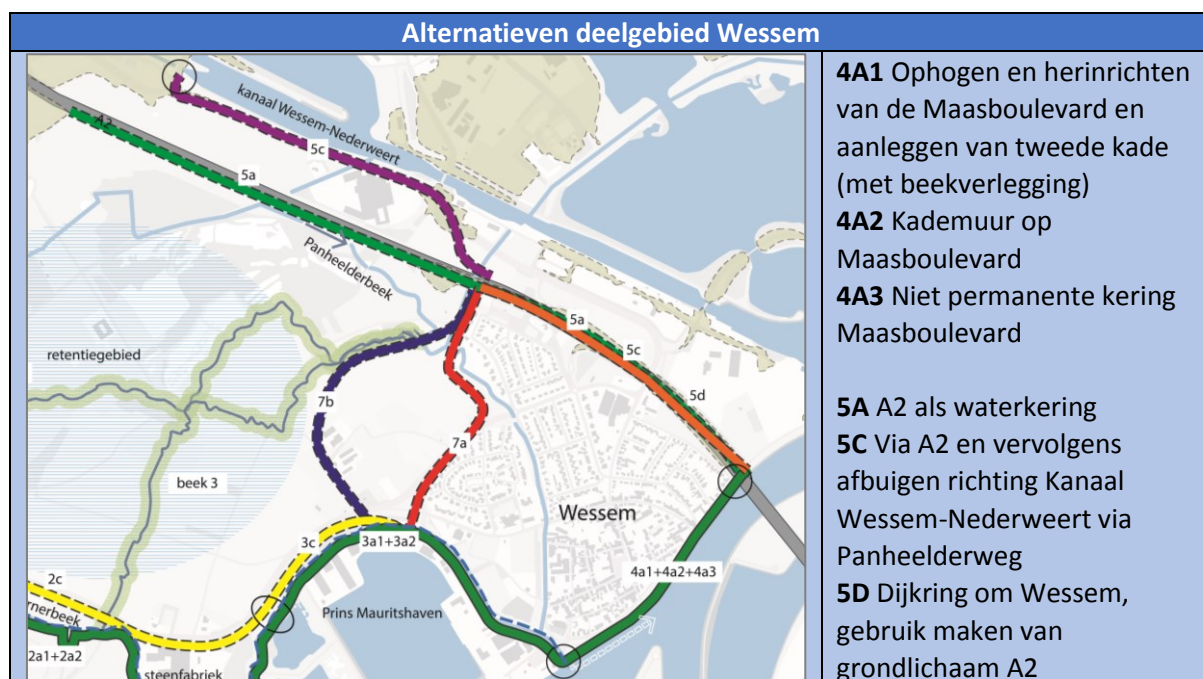 Alternatieven deelgebied Wessem
kanaal Wessem-Nederweert
A2
5c
5a
Panheelderbeek
5a
5c
5d
retentiegebied
7b
7a
beek 3
Wessem
3c
3a1+3a2
4a1+4a2+4a3
2c
Prins Mauritshaven
nerbeek
2a1+2a2
steenfabriek
4A1 Ophogen en herinrichten
van de Maasboulevard en
aanleggen van tweede kade
(met beekverlegging)
4A2 Kademuur op
Maasboulevard
4A3 Niet permanente kering
Maasboulevard
5A A2 als waterkering
5C Via A2 en vervolgens
afbuigen richting Kanaal
Wessem-Nederweert via
Panheelderweg
5D Dijkring om Wessem,
gebruik maken van
grondlichaam A2